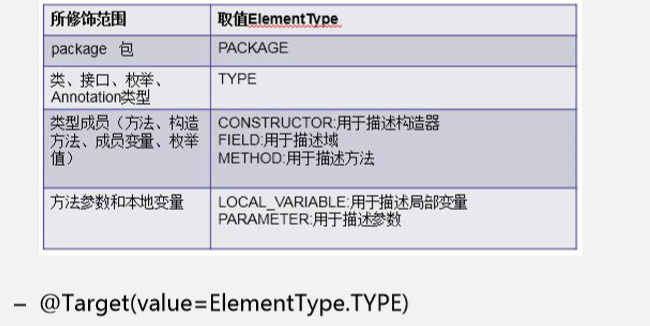 所修饰范围 取值ElementType
package 包 PACKAGE
类、接口、枚举、 TYPE
Annotation类型
类型成员（方法、构造 CONSTRUCTOR:用于描述构造器
方法、成员变量、枚举 FIELD:用于描述域
值） METHOD:用于描述方法
方法参数和本地变量 LOCAL_VARIABLE:用于描述局部变量
PARAMETER:用于描述参数
– @Target(value=ElementType.TYPE)